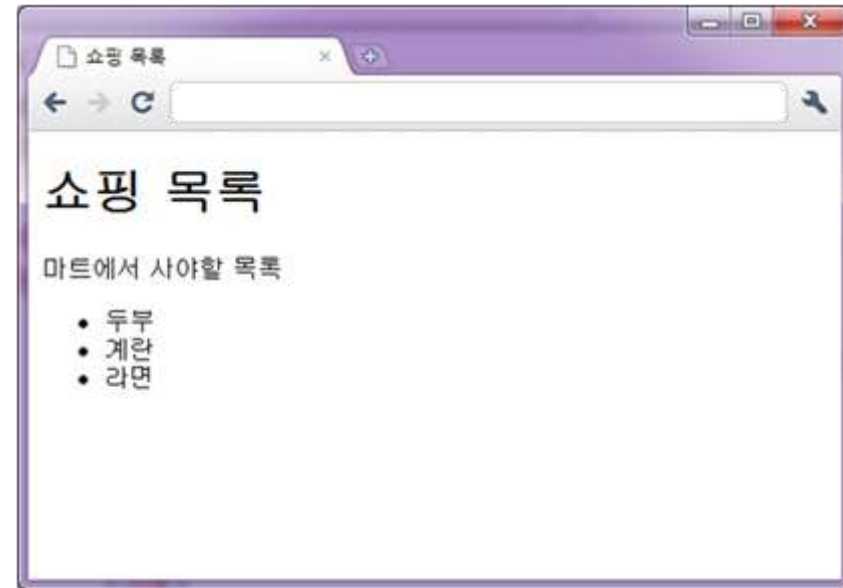 쇼핑 목록
쇼핑 목록
마트에서 사야할 목록
두부
계란
라면